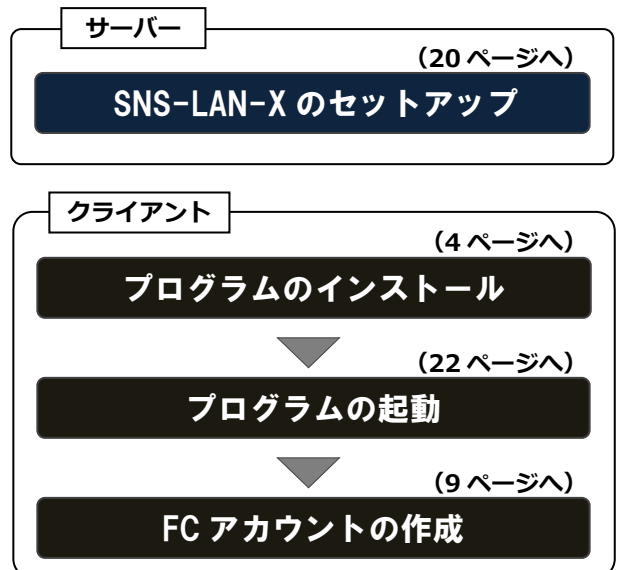 サーバー
（20 ページへ）
SNS-LAN-X のセットアップ
クライアント
（4 ページへ）
プログラムのインストール
（22 ページへ）
プログラムの起動
（9 ページへ）
FC アカウントの作成